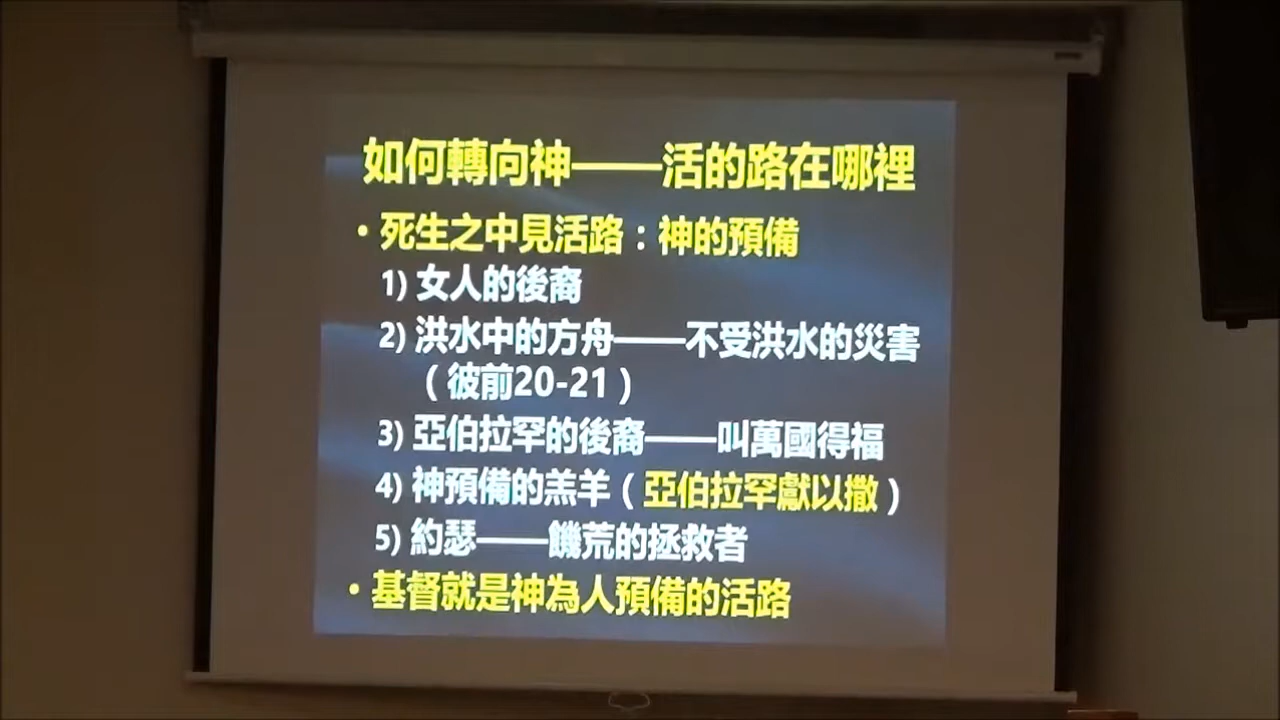 如何轉向神——活的路在哪裡
• 死生之中見活路：神的預備
1) 女人的後裔
2) 洪水中的方舟——不受洪水的災害
（彼前20-21）
3) 亞伯拉罕的後裔——叫萬國得福
4) 神預備的羔羊（亞伯拉罕獻以撒）
5) 約瑟——饑荒的拯救者
• 基督就是神為人預備的活路